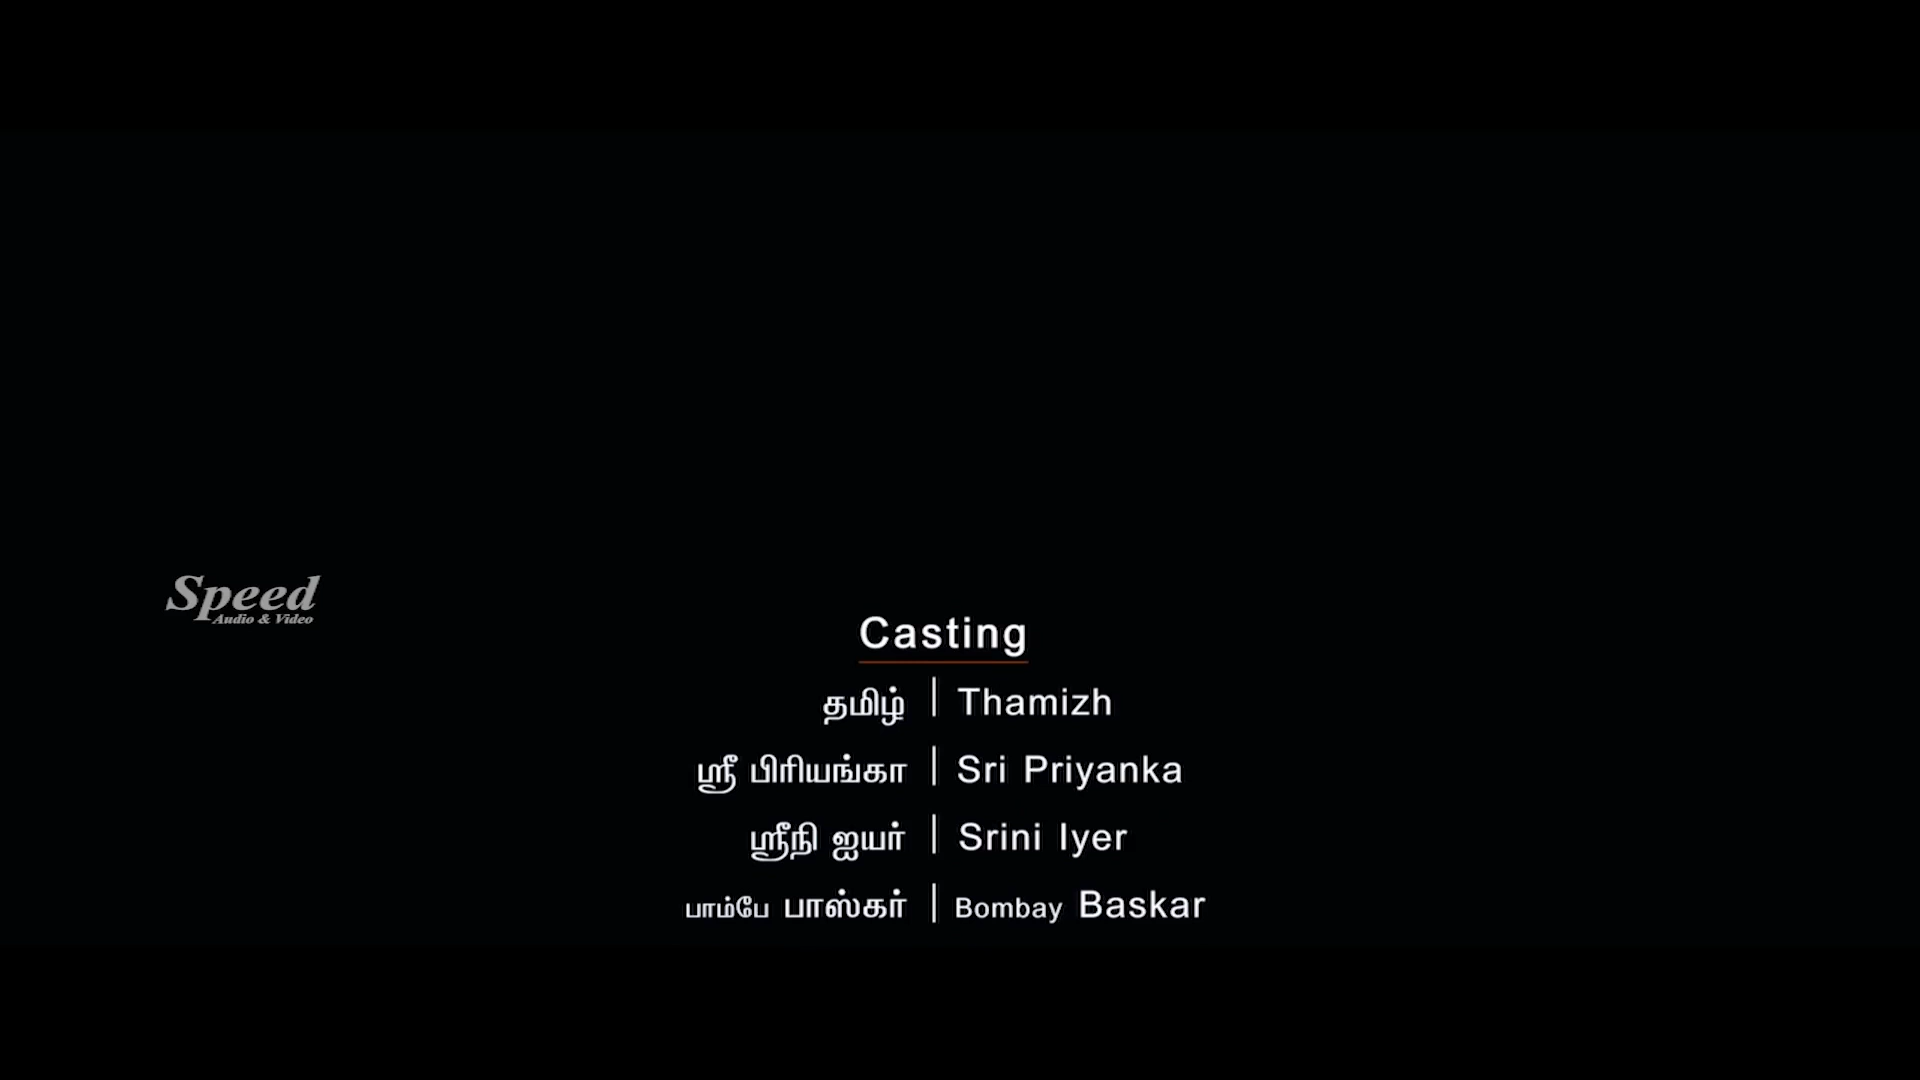 Speed
Audio & Video
Casting
தமிழ் | Thamizh
ஸ்ரீ பிரியங்கா | Sri Priyanka
ஸ்ரீநி ஐயர் | Srini Iyer
பாம்பே பாஸ்கர் | Bombay Baskar